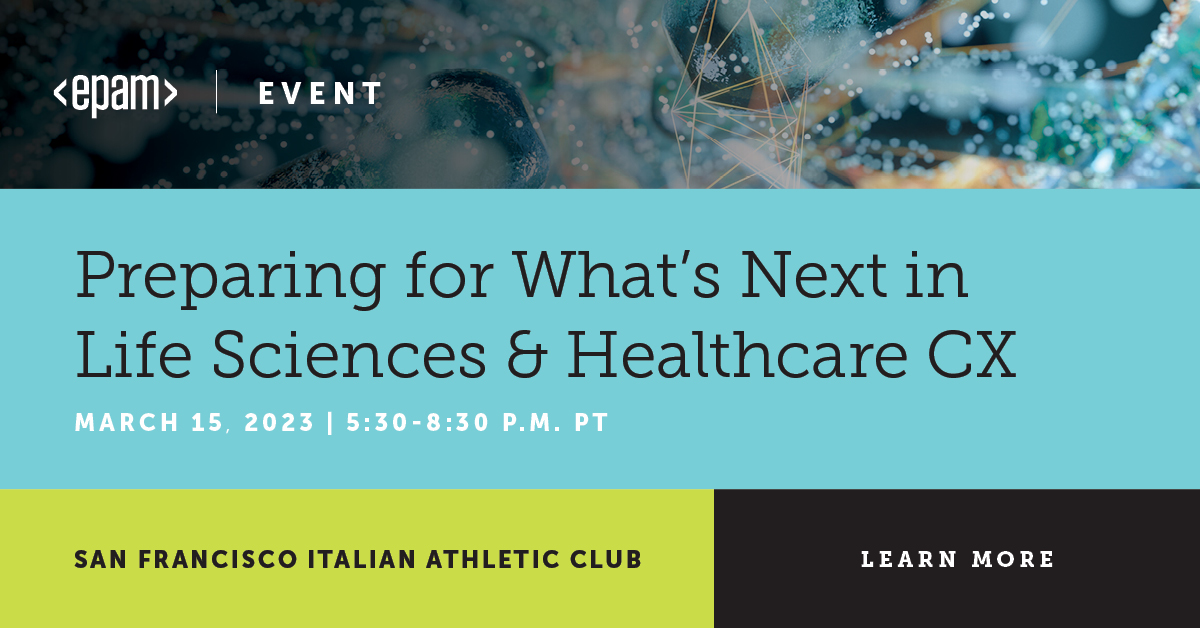 <epam> | EVENT
Preparing for What’s Next in
Life Sciences & Healthcare CX
MARCH 15, 2023 | 5:30-8:30 P.M. PT
SAN FRANCISCO ITALIAN ATHLETIC CLUB
LEARN MORE